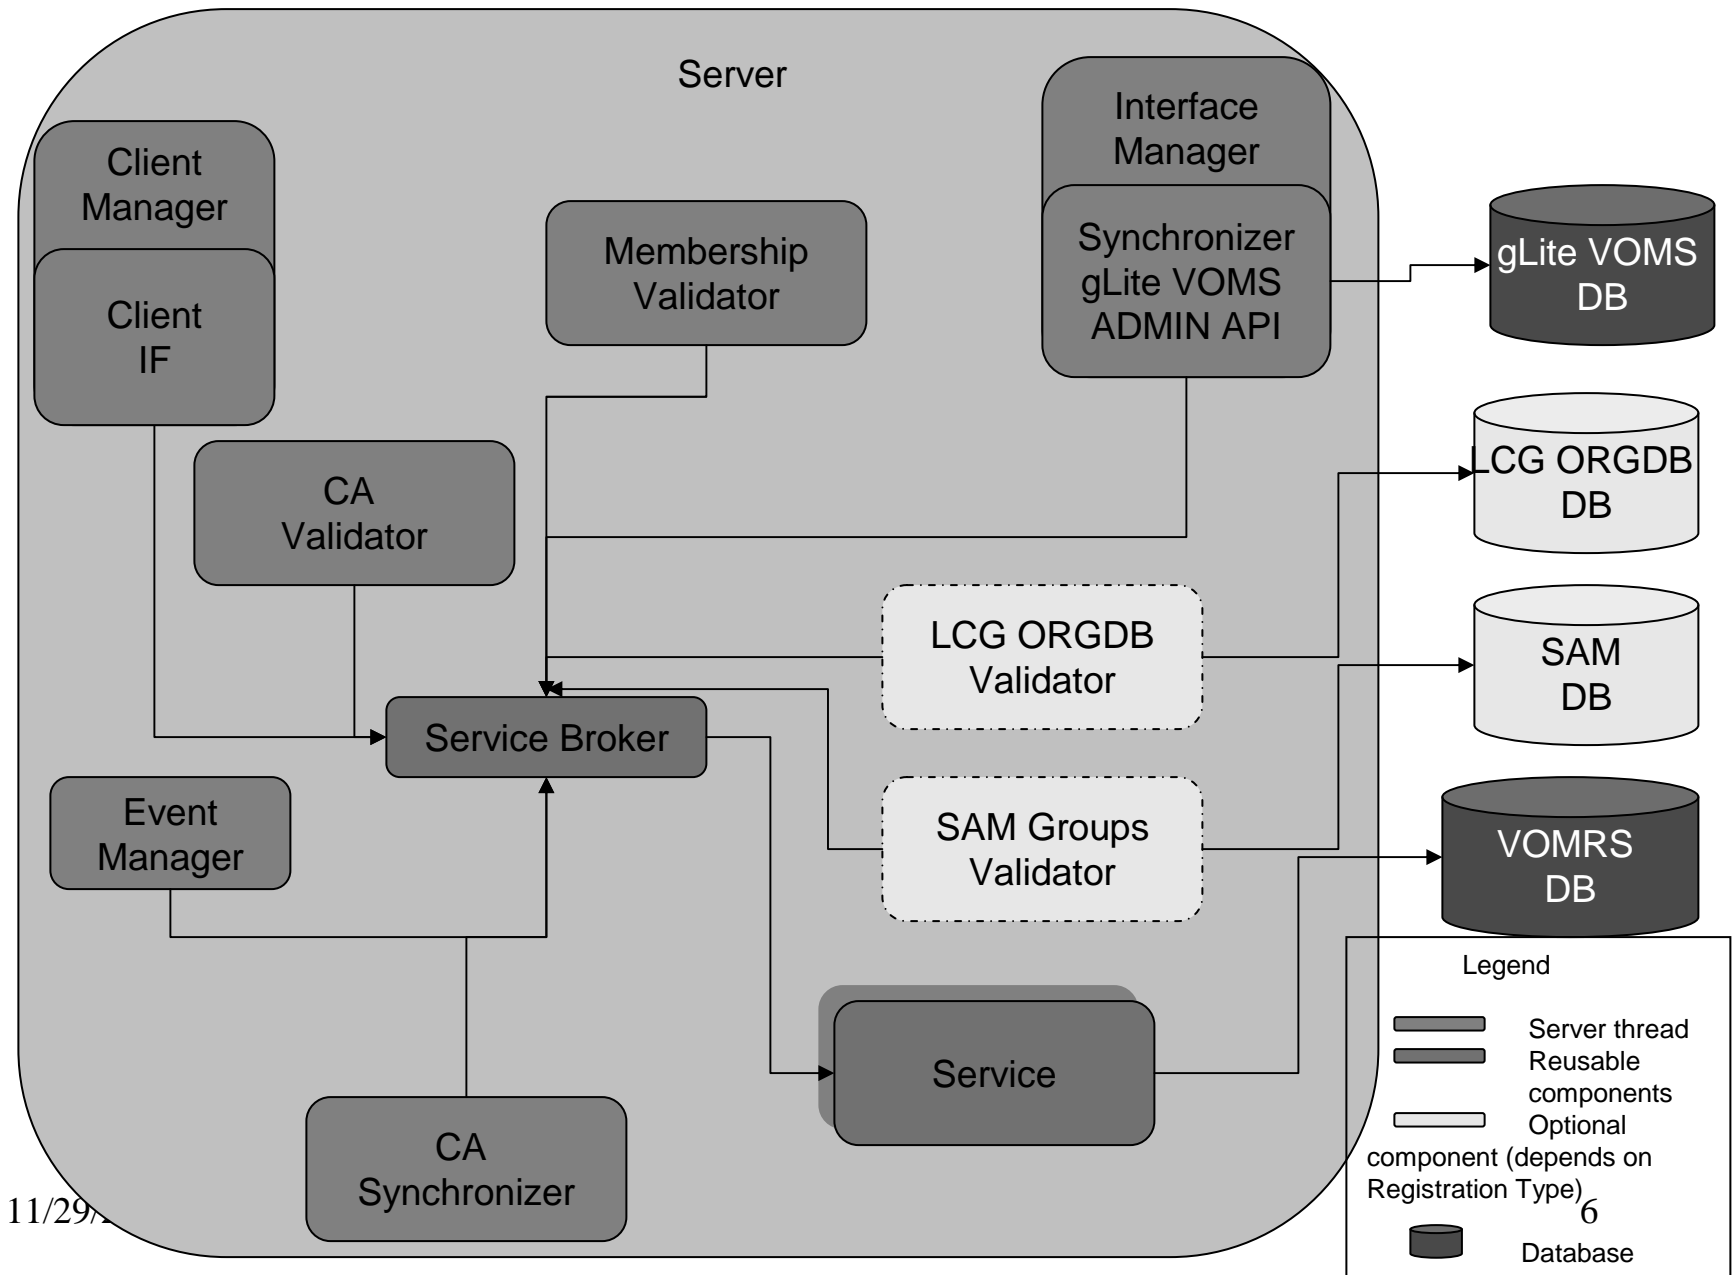 Server
Client
Manager
Client
IF
Membership
Validator
Interface
Manager
Synchronizer
gLite VOMS
ADMIN API
gLite VOMS
DB
CA
Validator
LCG ORGDB
DB
LCG ORGDB
Validator
SAM
DB
Service Broker
Event
Manager
SAM Groups
Validator
VOMRS
DB
Service
CA
Synchronizer
Legend
Server thread
Reusable
components
Optional
component (depends on
Registration Type)
Database
11/29/
6